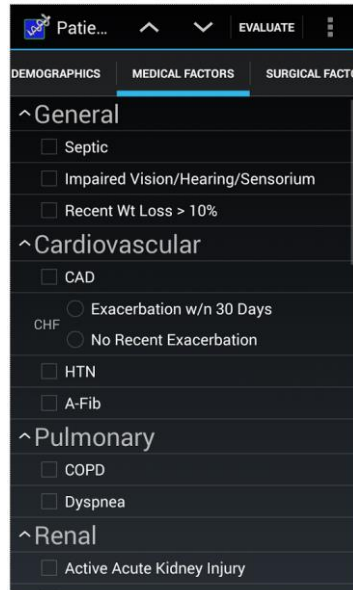 Patie... EVALUATE
DEMOGRAPHICS MEDICAL FACTORS SURGICAL FACTO
General
Septic
Impaired Vision/Hearing/Sensorium
Recent Wt Loss > 10%
Cardiovascular
CAD
Exacerbation w/n 30 Days
CHF
No Recent Exacerbation
HTN
A-Fib
Pulmonary
COPD
Dyspnea
Renal
Active Acute Kidney Injury